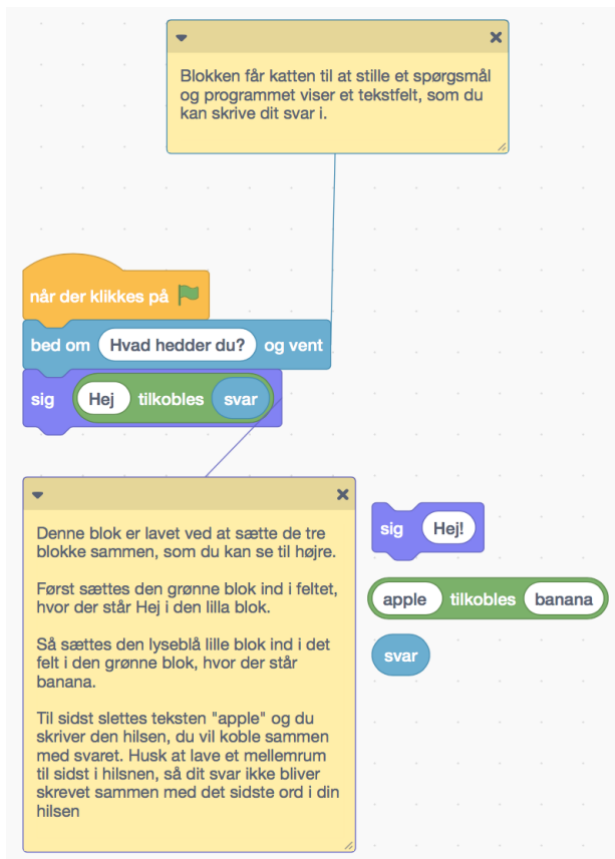 Blokken får katten til at stille et spørgsmål
og programmet viser et tekstfelt, som du
kan skrive dit svar i.
når der klikkes på
bed om Hvad hedder du? og vent
sig Hej tilkobles svar
Denne blok er lavet ved at sætte de tre
blokke sammen, som du kan se til højre.
Først sættes den grønne blok ind i feltet,
hvor der står Hej i den lilla blok.
Så sættes den lyseblå lille blok ind i det
felt i den grønne blok, hvor der står
banana.
Til sidst slettes teksten "apple" og du
skriver den hilsen, du vil koble sammen
med svaret. Husk at lave et mellemrum
til sidst i hilsnen, så dit svar ikke bliver
skrevet sammen med det sidste ord i din
hilsen
sig Hej!
apple tilkobles banana
svar